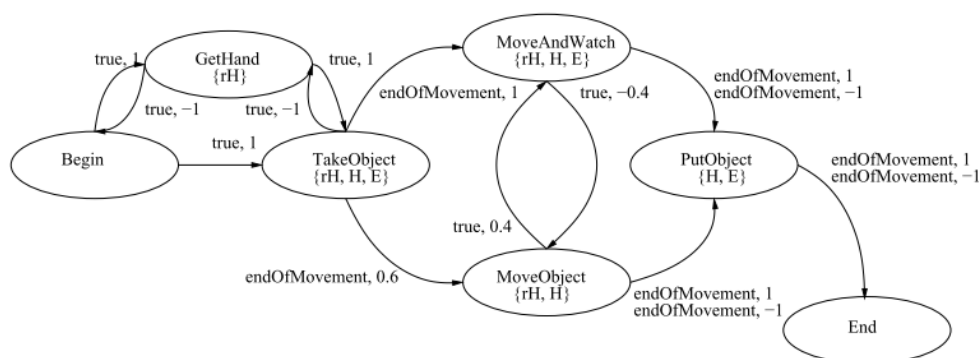 MoveAndWatch
{rH, H, E}
GetHand
{rH}
true, 1
true, 1
endOfMovement, 1
true, −0.4
endOfMovement, 1
endOfMovement, −1
true, −1
true, −1
true, 1
Begin
TakeObject
{rH, H, E}
PutObject
{H, E}
endOfMovement, 1
endOfMovement, −1
true, 0.4
endOfMovement, 0.6
MoveObject
{rH, H}
endOfMovement, 1
endOfMovement, −1
End